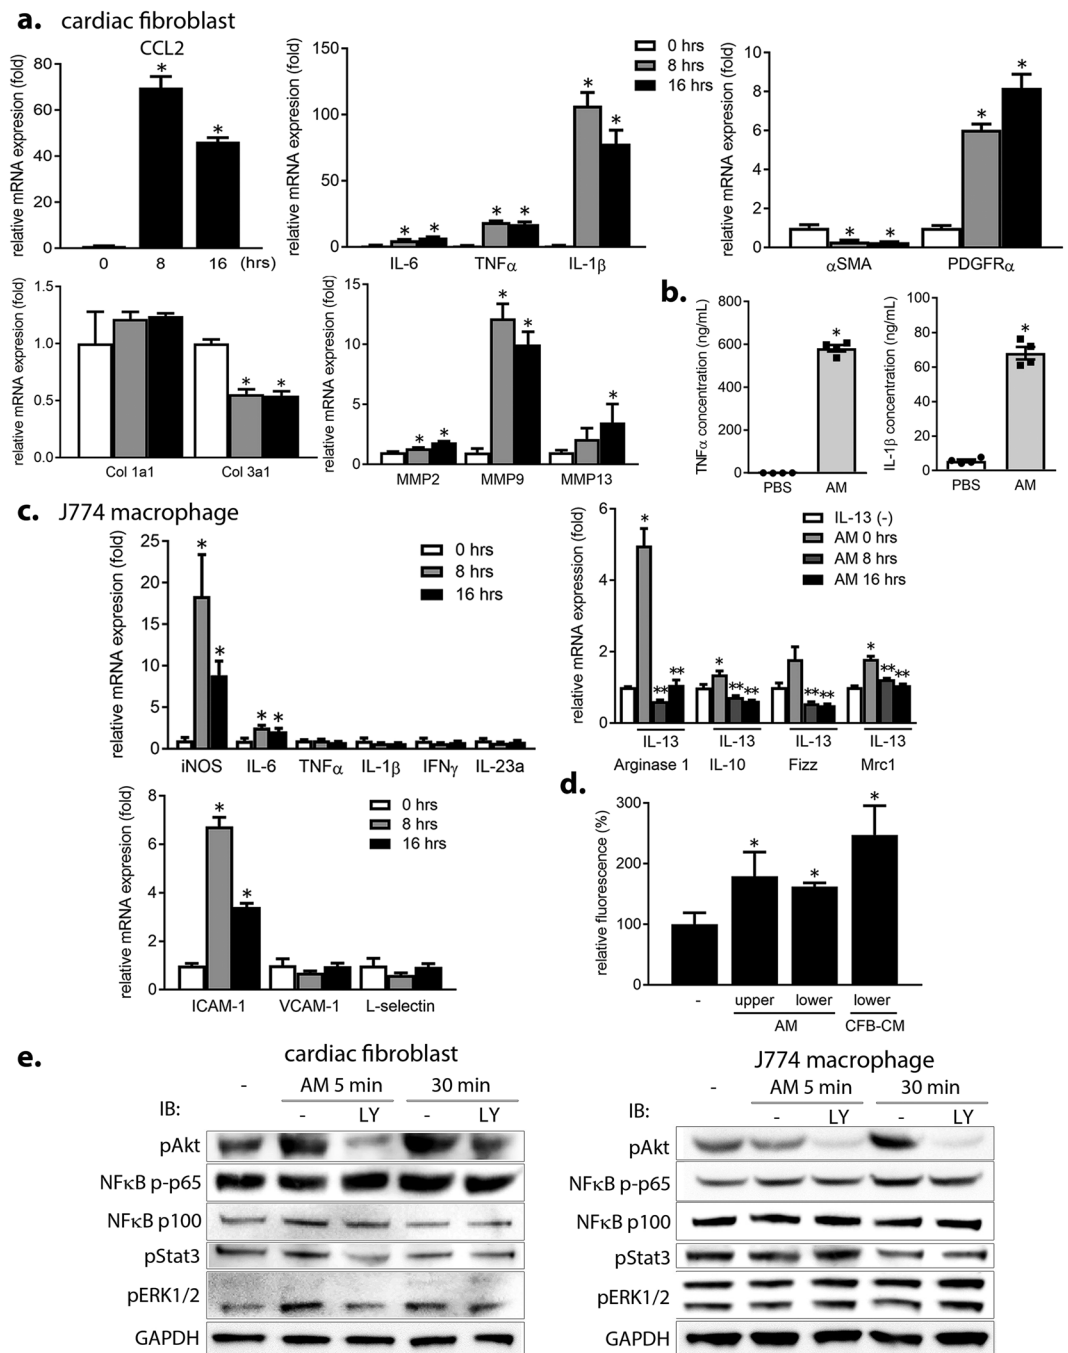 a. cardiac fibroblast
CCL2
relative mRNA expresion (fold)
80
60
40
20
0
*
*
0 8 16 (hrs)
relative mRNA expresion (fold)
150
100
50
0
* * * * * *
IL-6 TNFα IL-1β
0 hrs
8 hrs
16 hrs
relative mRNA expresion (fold)
10
8
6
4
2
0
* * * *
αSMA PDGFRα
relative mRNA expresion (fold)
1.5
1.0
0.5
0.0
* *
Col 1a1 Col 3a1
relative mRNA expresion (fold)
15
10
5
0
* * * * *
MMP2 MMP9 MMP13
b.
TNFα concentration (ng/mL)
800
600
400
200
0
*
PBS AM
IL-1β concentration (ng/mL)
100
80
60
40
20
0
*
PBS AM
c. J774 macrophage
relative mRNA expression (fold)
25
20
15
10
5
0
* * * *
0 hrs
8 hrs
16 hrs
iNOS IL-6 TNFα IL-1β IFNγ IL-23a
relative mRNA expression (fold)
6
4
2
0
IL-13 (-)
AM 0 hrs
AM 8 hrs
AM 16 hrs
* ** ** * ** ** ** ** * ** **
IL-13 IL-13 IL-13 IL-13
Arginase 1 IL-10 Fizz Mrc1
relative mRNA expression (fold)
8
6
4
2
0
* *
0 hrs
8 hrs
16 hrs
ICAM-1 VCAM-1 L-selectin
d.
relative fluorescence (%)
300
200
100
0
* * *
- upper lower lower
AM CFB-CM
e. cardiac fibroblast
- AM 5 min 30 min
IB: - LY - LY
pAkt
NFκB p-p65
NFκB p100
pStat3
pERK1/2
GAPDH
J774 macrophage
- AM 5 min 30 min
IB: - LY - LY
pAkt
NFκB p-p65
NFκB p100
pStat3
pERK1/2
GAPDH